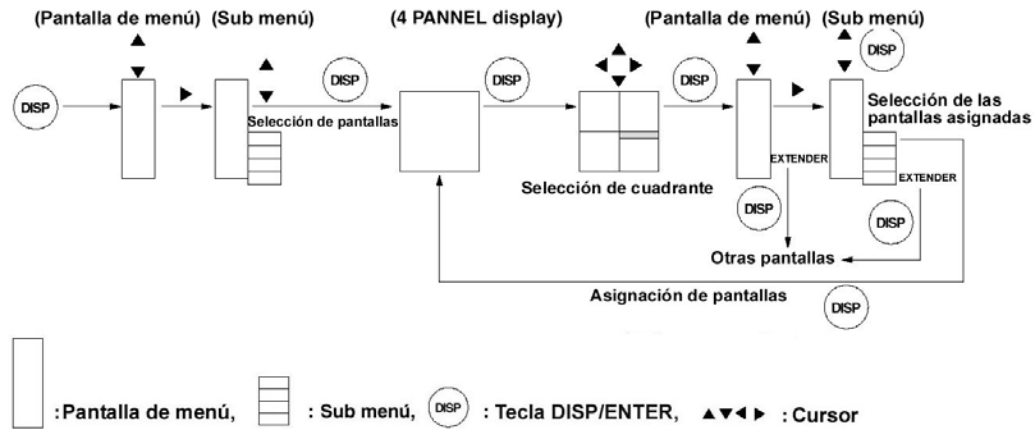 (Pantalla de menú) (Sub menú) (4 PANNEL display) (Pantalla de menú) (Sub menú)
DISP
DISP DISP DISP DISP
Selección de pantallas
Selección de las
pantallas asignadas
EXTENDER
EXTENDER
Selección de cuadrante
DISP
DISP
Otras pantallas
Asignación de pantallas
DISP
: Pantalla de menú, : Sub menú, DISP : Tecla DISP/ENTER, ▲▼◄ ► : Cursor